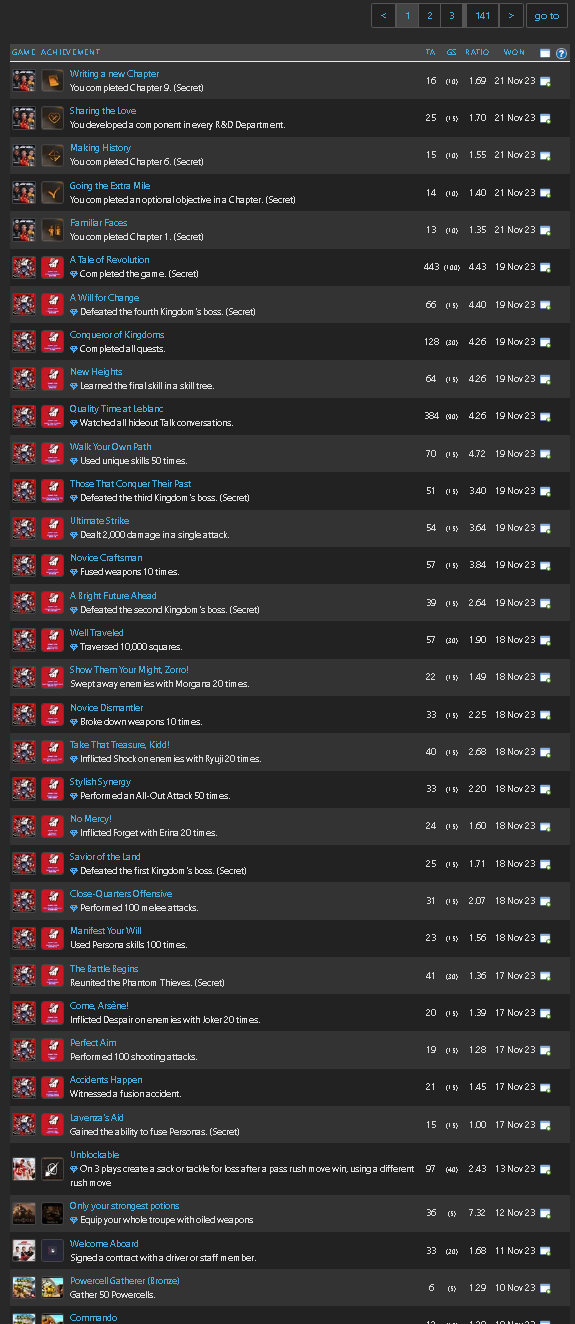 < 1 2 3 141 > go to
GAME ACHIEVEMENT TA GS RATIO WON ?
Writing a new Chapter
You completed Chapter 9. (Secret) 16 (10) 1.69 21 Nov 23
Sharing the Love
You developed a component in every R&D Department. 25 (15) 1.70 21 Nov 23
Making History
You completed Chapter 6. (Secret) 15 (10) 1.55 21 Nov 23
Going the Extra Mile
You completed an optional objective in a Chapter. (Secret) 14 (10) 1.40 21 Nov 23
Familiar Faces
You completed Chapter 1. (Secret) 13 (10) 1.35 21 Nov 23
A Tale of Revolution
Completed the game. (Secret) 443 (100) 4.43 19 Nov 23
A Will for Change
Defeated the fourth Kingdom's boss. (Secret) 66 (15) 4.40 19 Nov 23
Conqueror of Kingdoms
Completed all quests. 128 (30) 4.26 19 Nov 23
New Heights
Learned the final skill in a skill tree. 64 (15) 4.26 19 Nov 23
Quality Time at Leblanc
Watched all hideout Talk conversations. 384 (90) 4.26 19 Nov 23
Walk Your Own Path
Used unique skills 50 times. 70 (15) 4.72 19 Nov 23
Those That Conquer Their Past
Defeated the third Kingdom's boss. (Secret) 51 (15) 3.40 19 Nov 23
Ultimate Strike
Dealt 2,000 damage in a single attack. 54 (15) 3.64 19 Nov 23
Novice Craftsman
Fused weapons 10 times. 57 (15) 3.84 19 Nov 23
A Bright Future Ahead
Defeated the second Kingdom's boss. (Secret) 39 (15) 2.64 19 Nov 23
Well Traveled
Traversed 10,000 squares. 57 (30) 1.90 18 Nov 23
Show Them Your Might, Zorro!
Swept away enemies with Morgana 20 times. 22 (15) 1.49 18 Nov 23
Novice Dismantler
Broke down weapons 10 times. 33 (15) 2.25 18 Nov 23
Take That Treasure, Kidd!
Inflicted Shock on enemies with Ryuji 20 times. 40 (15) 2.68 18 Nov 23
Stylish Synergy
Performed an All-Out Attack 50 times. 33 (15) 2.20 18 Nov 23
No Mercy!
Inflicted Forget with Erina 20 times. 24 (15) 1.60 18 Nov 23
Savior of the Land
Defeated the first Kingdom's boss. (Secret) 25 (15) 1.71 18 Nov 23
Close-Quarters Offensive
Performed 100 melee attacks. 31 (15) 2.07 18 Nov 23
Manifest Your Will
Used Persona skills 100 times. 23 (15) 1.56 18 Nov 23
The Battle Begins
Reunited the Phantom Thieves. (Secret) 41 (30) 1.36 17 Nov 23
Come, Arsène!
Inflicted Despair on enemies with Joker 20 times. 20 (15) 1.39 17 Nov 23
Perfect Aim
Performed 100 shooting attacks. 19 (15) 1.28 17 Nov 23
Accidents Happen
Witnessed a fusion accident. 21 (15) 1.45 17 Nov 23
Lavenza's Aid
Gained the ability to fuse Personas. (Secret) 15 (15) 1.00 17 Nov 23
Unblockable
On 3 plays create a sack or tackle for loss after a pass rush move win, using a different 97 (40) 2.43 13 Nov 23
rush move
Only your strongest potions
Equip your whole troupe with oiled weapons 36 (5) 7.32 12 Nov 23
Welcome Aboard
Signed a contract with a driver or staff member. 33 (20) 1.68 11 Nov 23
Powercell Gatherer (Bronze)
Gather 50 Powercells. 6 (5) 1.29 10 Nov 23
Commando